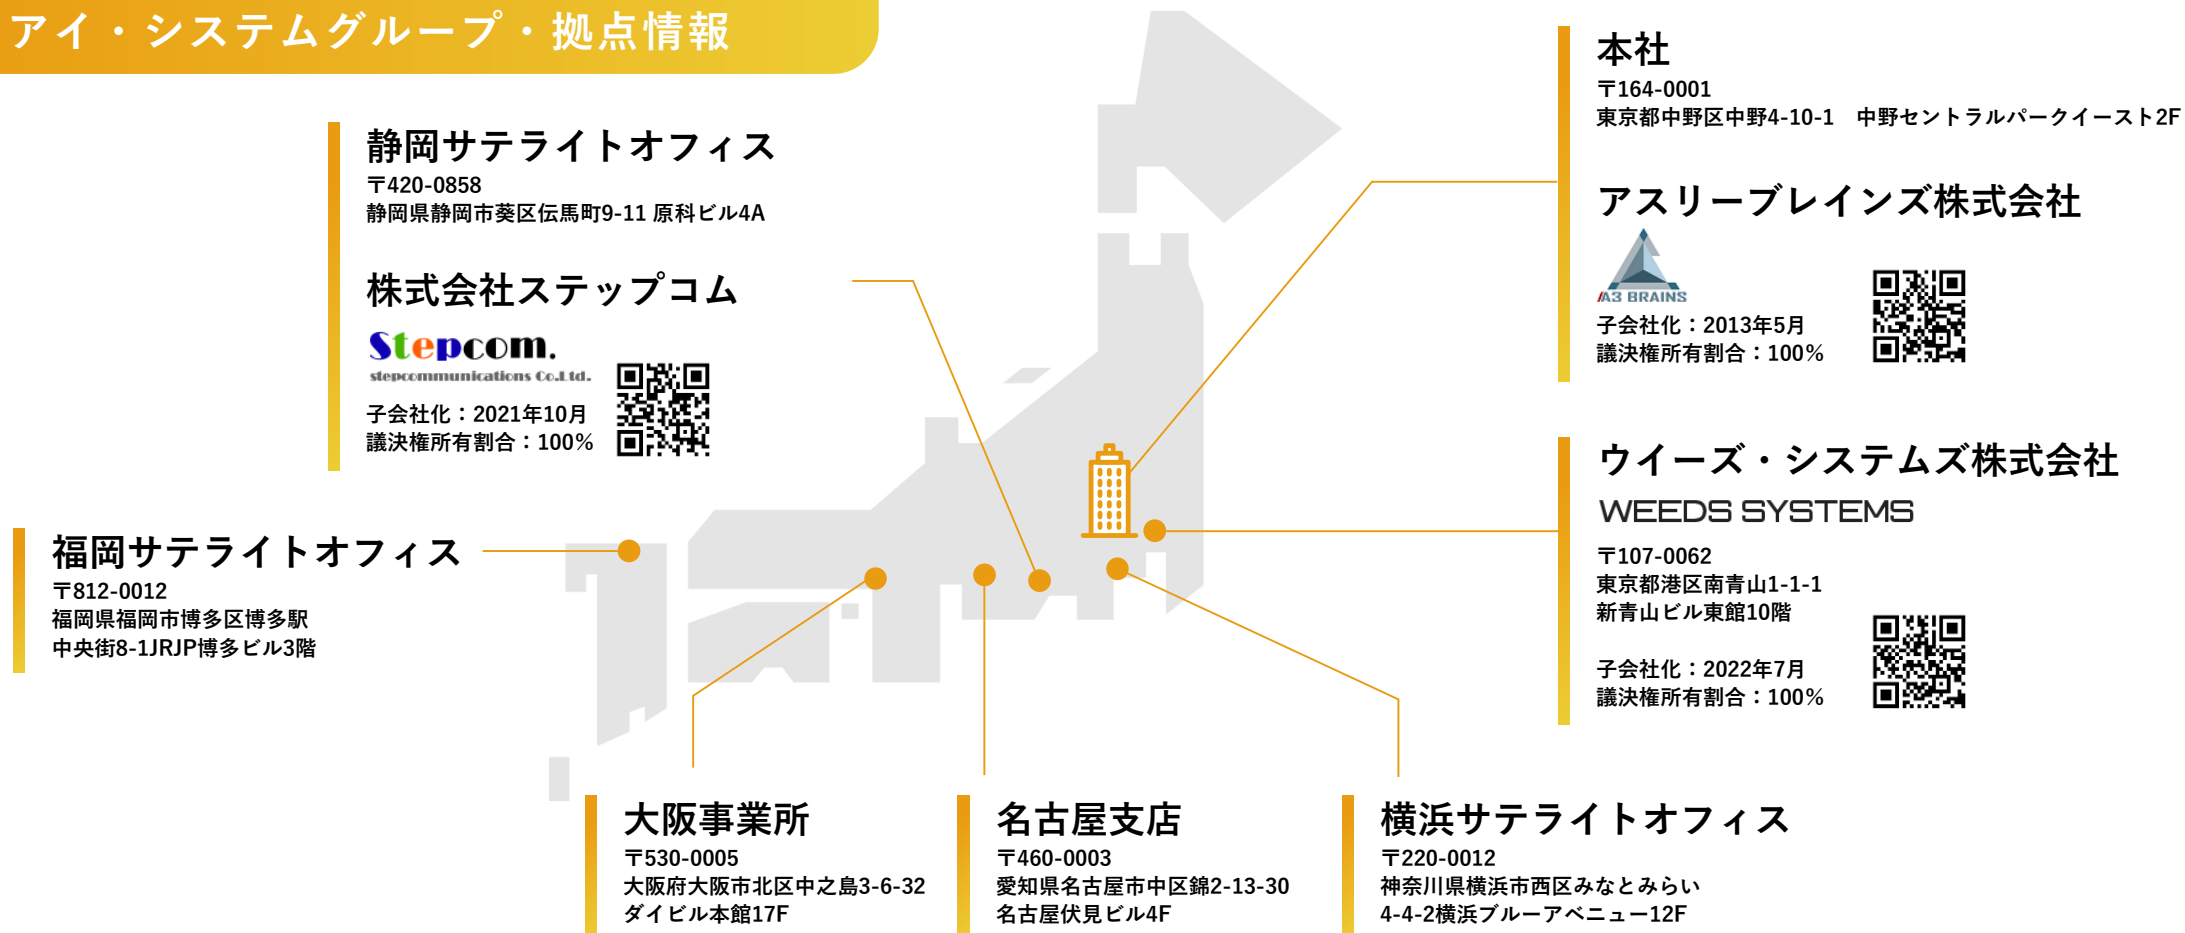 アイ・システムグループ・拠点情報
静岡サテライトオフィス
〒420-0858
静岡県静岡市葵区伝馬町9-11 原科ビル4A
株式会社ステップコム
Stepcom.
stepcommunications Co.Ltd.
子会社化：2021年10月
議決権所有割合：100%
福岡サテライトオフィス
〒812-0012
福岡県福岡市博多区博多駅
中央街8-1JRJP博多ビル3階
本社
〒164-0001
東京都中野区中野4-10-1　中野セントラルパークイースト2F
アスリーブレインズ株式会社
A3 BRAINS
子会社化：2013年5月
議決権所有割合：100%
ウイーズ・システムズ株式会社
WEEDS SYSTEMS
〒107-0062
東京都港区南青山1-1-1
新青山ビル東館10階
子会社化：2022年7月
議決権所有割合：100%
大阪事業所
〒530-0005
大阪府大阪市北区中之島3-6-32
ダイビル本館17F
名古屋支店
〒460-0003
愛知県名古屋市中区錦2-13-30
名古屋伏見ビル4F
横浜サテライトオフィス
〒220-0012
神奈川県横浜市西区みなとみらい
4-4-2横浜ブルーアベニュー12F